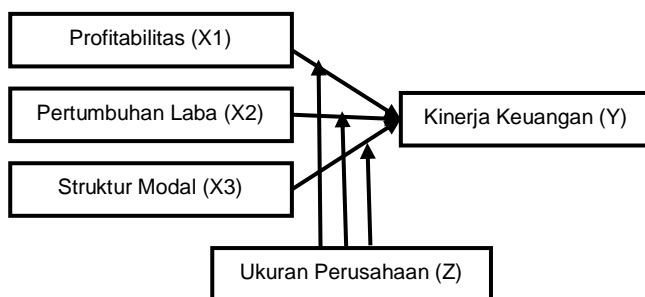 Profitabilitas (X1)
Pertumbuhan Laba (X2)
Kinerja Keuangan (Y)
Struktur Modal (X3)
Ukuran Perusahaan (Z)